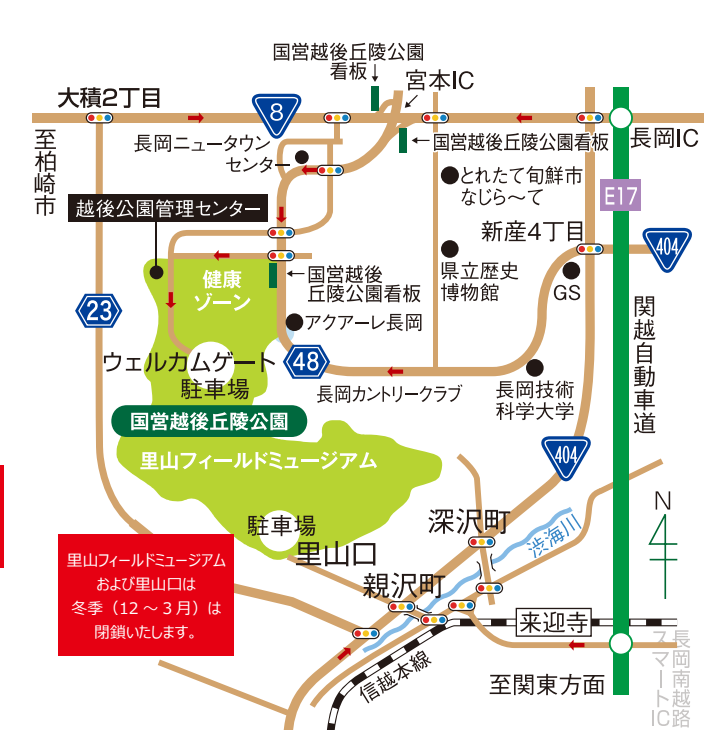 国営越後丘陵公園
看板
宮本IC
大積2丁目
8
長岡IC
至柏崎市
長岡ニュータウン
センター
国営越後丘陵公園看板
とれたて旬鮮市
なじら〜て
E17
越後公園管理センター
新産4丁目
404
健康
ゾーン
国営越後
丘陵公園看板
県立歴史
博物館
GS
23
アクアーレ長岡
関越自動車道
ウェルカムゲート
駐車場
48
長岡カントリークラブ
長岡技術
科学大学
国営越後丘陵公園
里山フィールドミュージアム
404
N
駐車場
里山口
深沢町
渋海川
里山フィールドミュージアム
および里山口は
冬季（12 ～ 3 月）は
閉鎖いたします。
親沢町
来迎寺
信越本線
至関東方面
長岡南越路
スマートIC